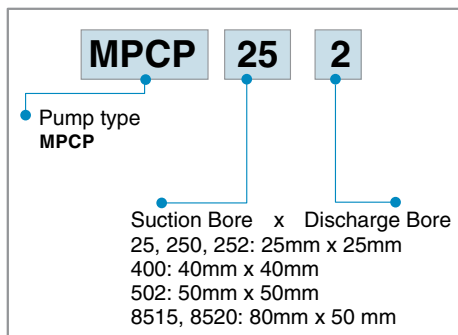 MPCP 25 2
Pump type
MPCP
Suction Bore x Discharge Bore
25, 250, 252: 25mm x 25mm
400: 40mm x 40mm
502: 50mm x 50mm
8515, 8520: 80mm x 50 mm